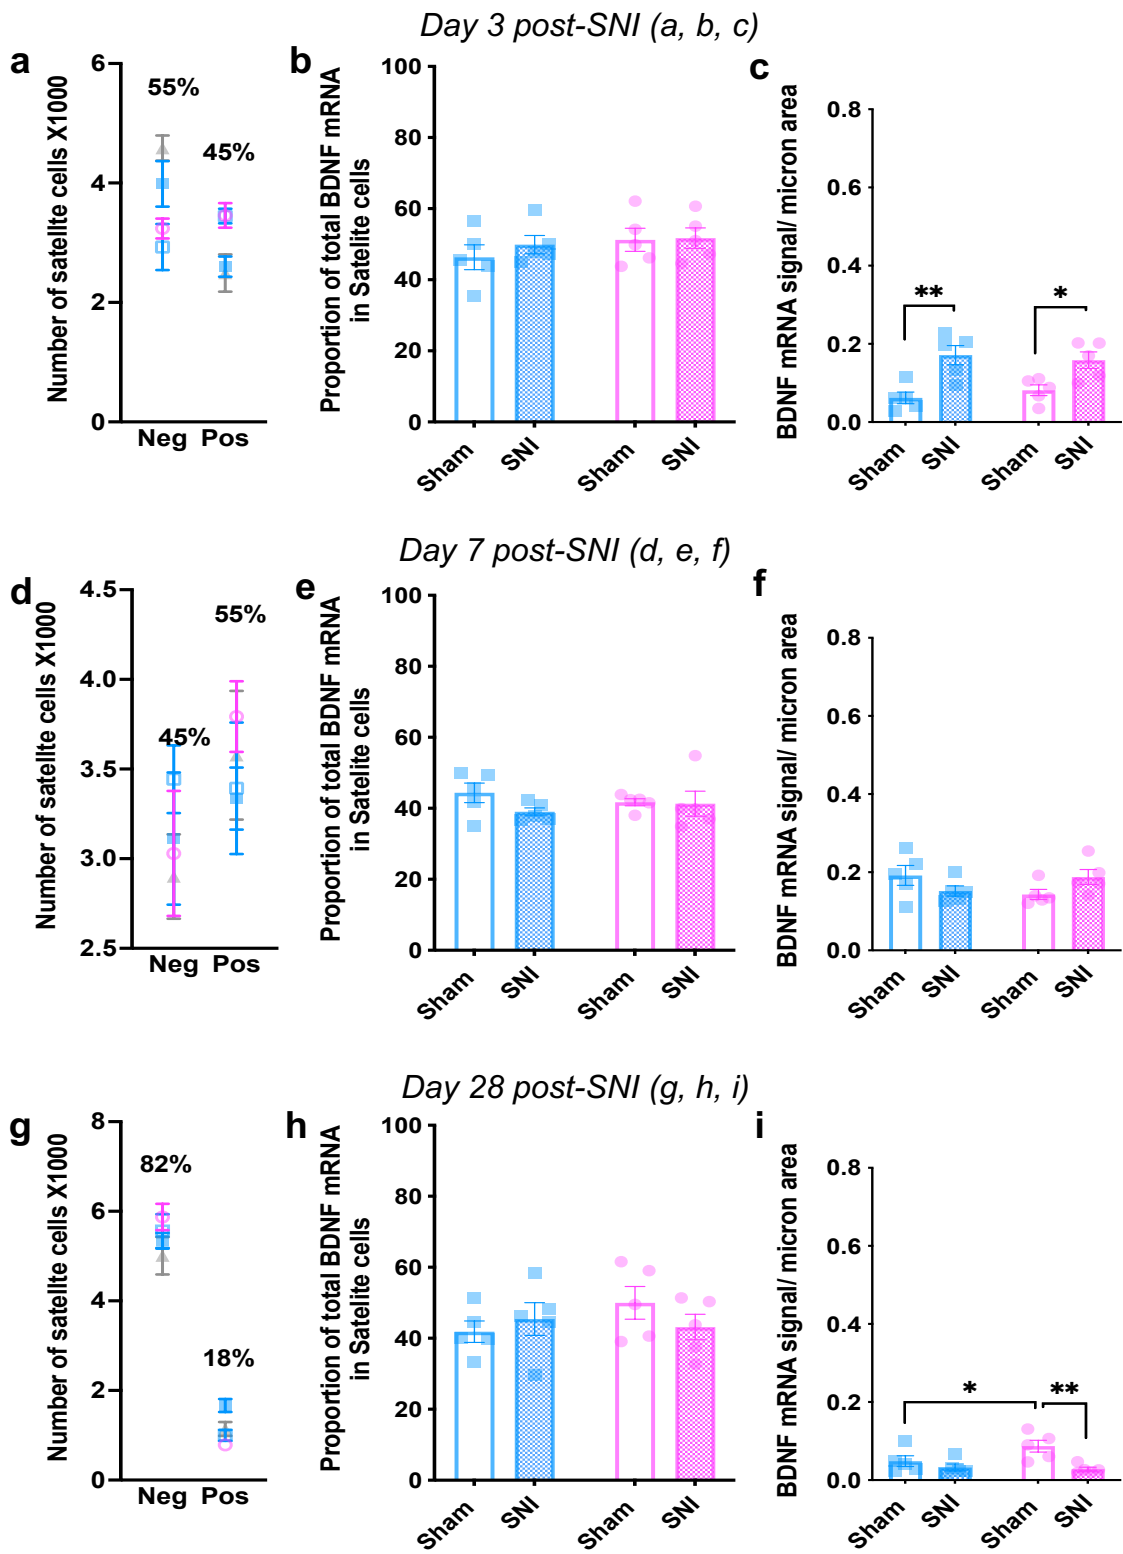 Day 3 post-SNI (a, b, c)
a
Number of satellite cells X1000
6
4
2
0
55%
45%
Neg Pos
b
Proportion of total BDNF mRNA
in Satelite cells
100
80
60
40
20
0
Sham
SNI
Sham
SNI
c
BDNF mRNA signal/ micron area
0.8
0.6
0.4
0.2
0.0
**
*
Sham
SNI
Sham
SNI
Day 7 post-SNI (d, e, f)
d
Number of satellite cells X1000
4.5
4.0
3.5
3.0
2.5
45%
55%
Neg Pos
e
Proportion of total BDNF mRNA
in Satelite cells
100
80
60
40
20
0
Sham
SNI
Sham
SNI
f
BDNF mRNA signal/ micron area
0.8
0.6
0.4
0.2
0.0
Sham
SNI
Sham
SNI
Day 28 post-SNI (g, h, i)
g
Number of satellite cells X1000
8
6
4
2
0
82%
18%
Neg Pos
h
Proportion of total BDNF mRNA
in Satelite cells
100
80
60
40
20
0
Sham
SNI
Sham
SNI
i
BDNF mRNA signal/ micron area
0.8
0.6
0.4
0.2
0.0
*
**
Sham
SNI
Sham
SNI